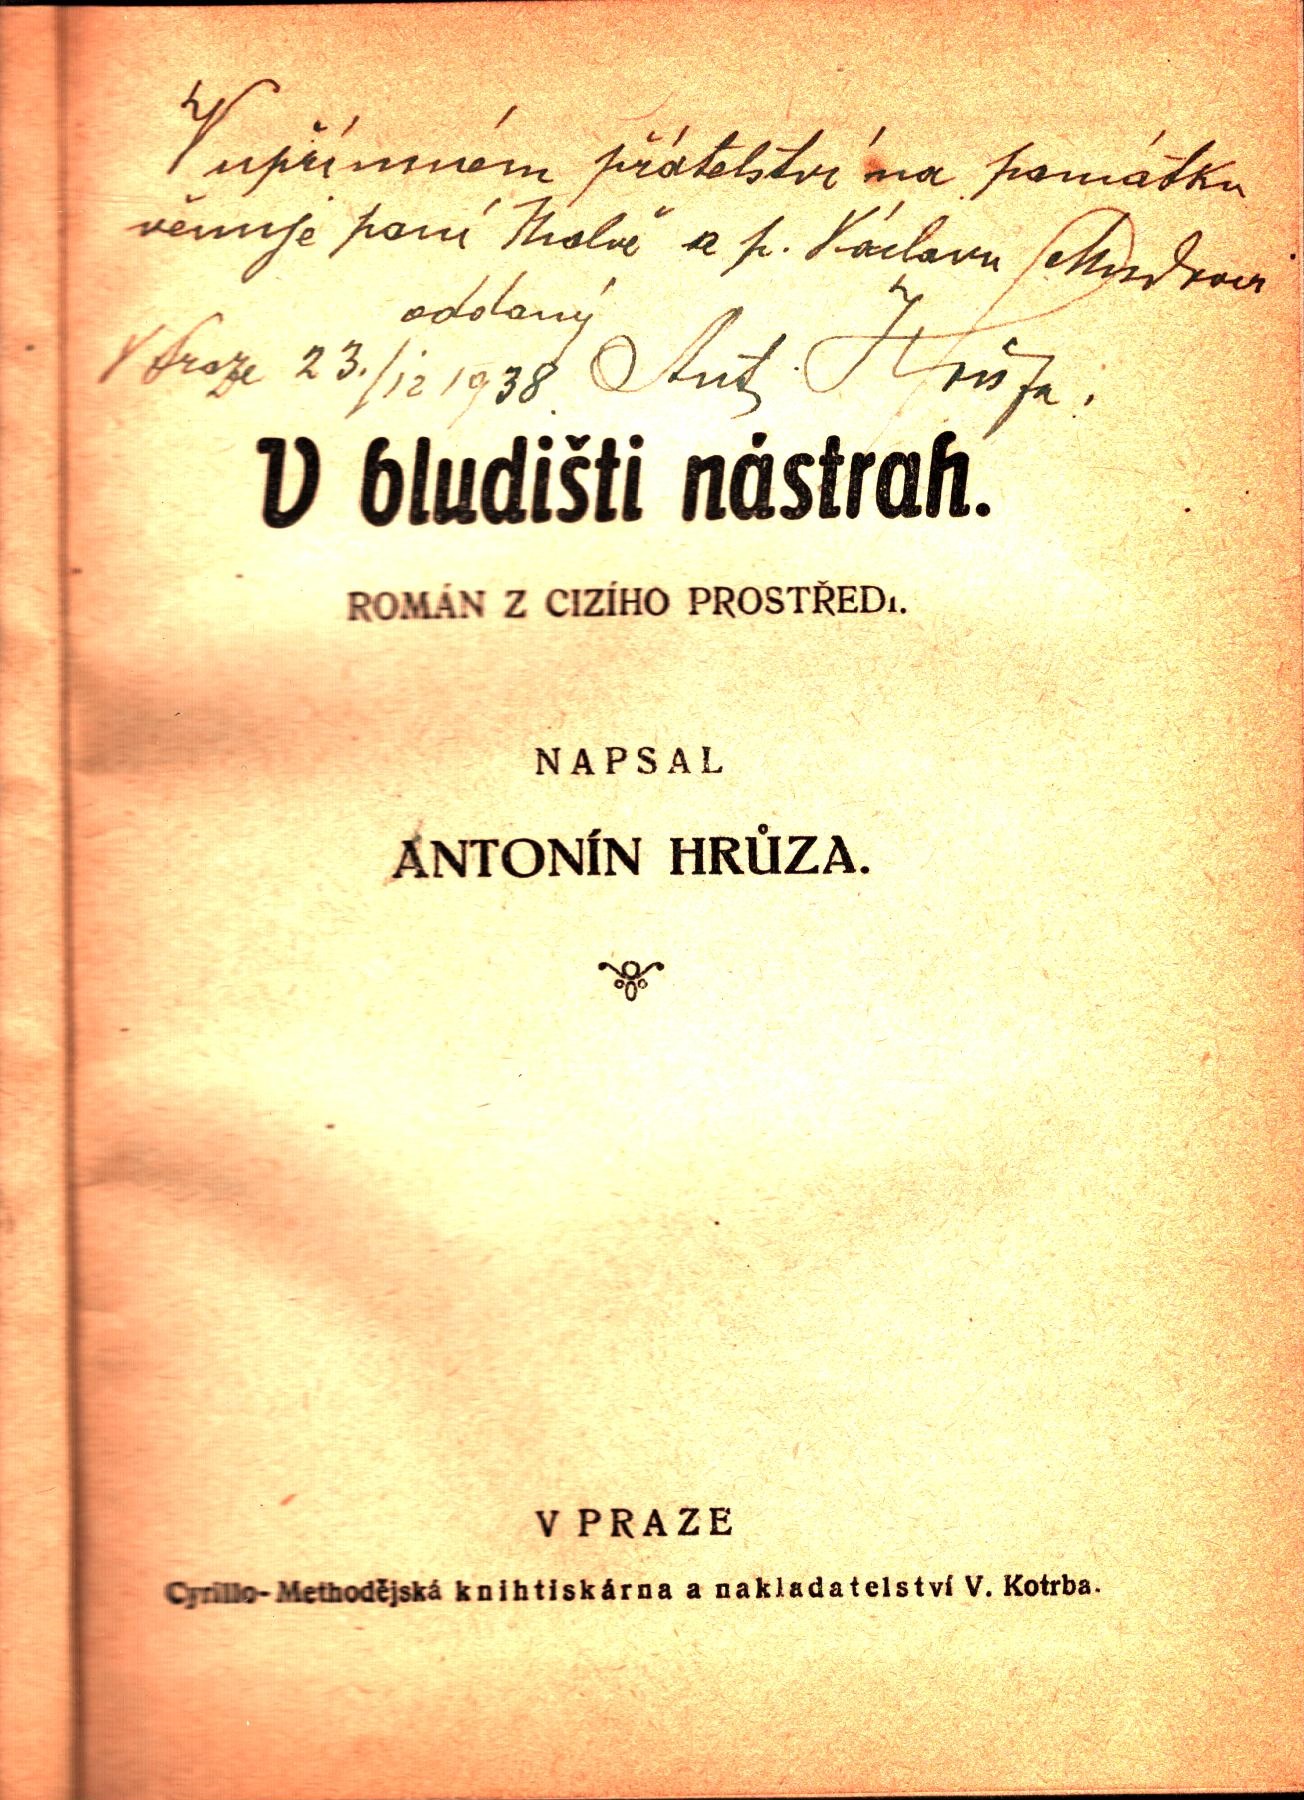 V upřímném přátelství na památku
věnuje paní a p. Václavu
oddaný
V Praze 23./12 1938 Ant. Hrůza.
V bludišti nástrah.
ROMÁN Z CIZÍHO PROSTŘEDÍ.
NAPSAL
ANTONÍN HRŮZA.
V PRAZE
Cyrillo-Methodějská knihtiskárna a nakladatelství V. Kotrba.